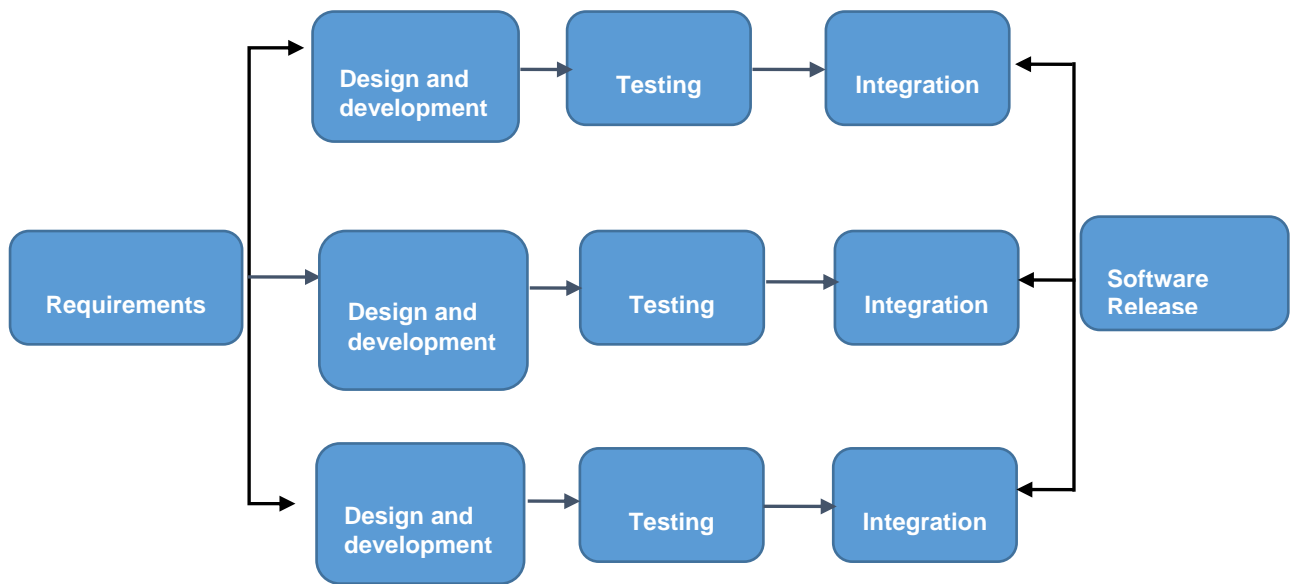 Design and
development
Testing
Integration
Requirements
Design and
development
Testing
Integration
Software
Release
Design and
development
Testing
Integration